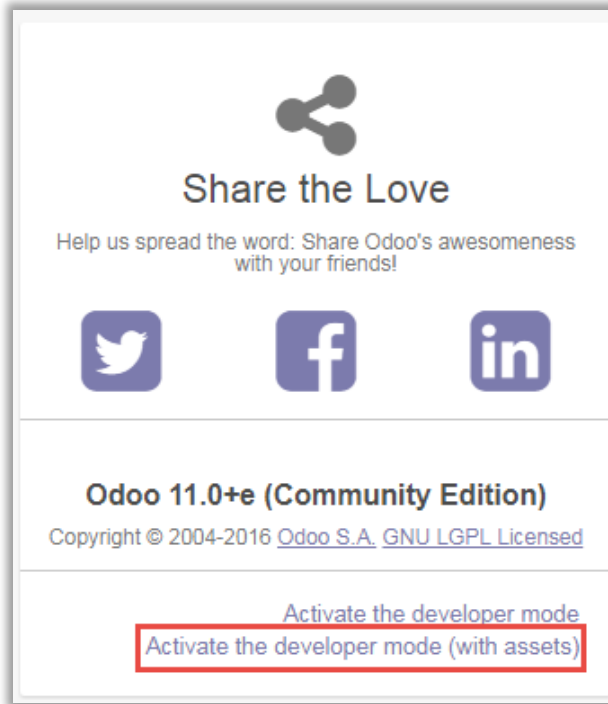 Share the Love
Help us spread the word: Share Odoo's awesomeness
with your friends!
Odoo 11.0+e (Community Edition)
Copyright © 2004-2016 Odoo S.A. GNU LGPL Licensed
Activate the developer mode
Activate the developer mode (with assets)